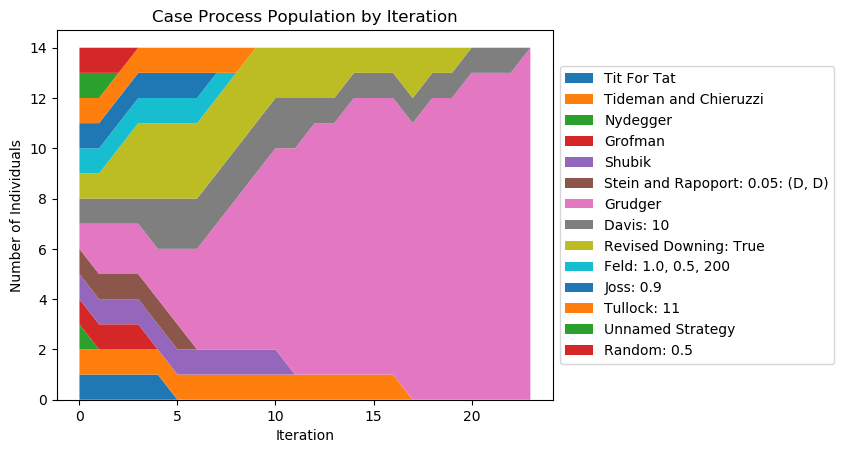 Case Process Population by Iteration
Number of Individuals
14
12
10
8
6
4
2
0
0 5 10 15 20
Iteration
Tit For Tat
Tideman and Chieruzzi
Nydegger
Grofman
Shubik
Stein and Rapoport: 0.05: (D, D)
Grudger
Davis: 10
Revised Downing: True
Feld: 1.0, 0.5, 200
Joss: 0.9
Tullock: 11
Unnamed Strategy
Random: 0.5